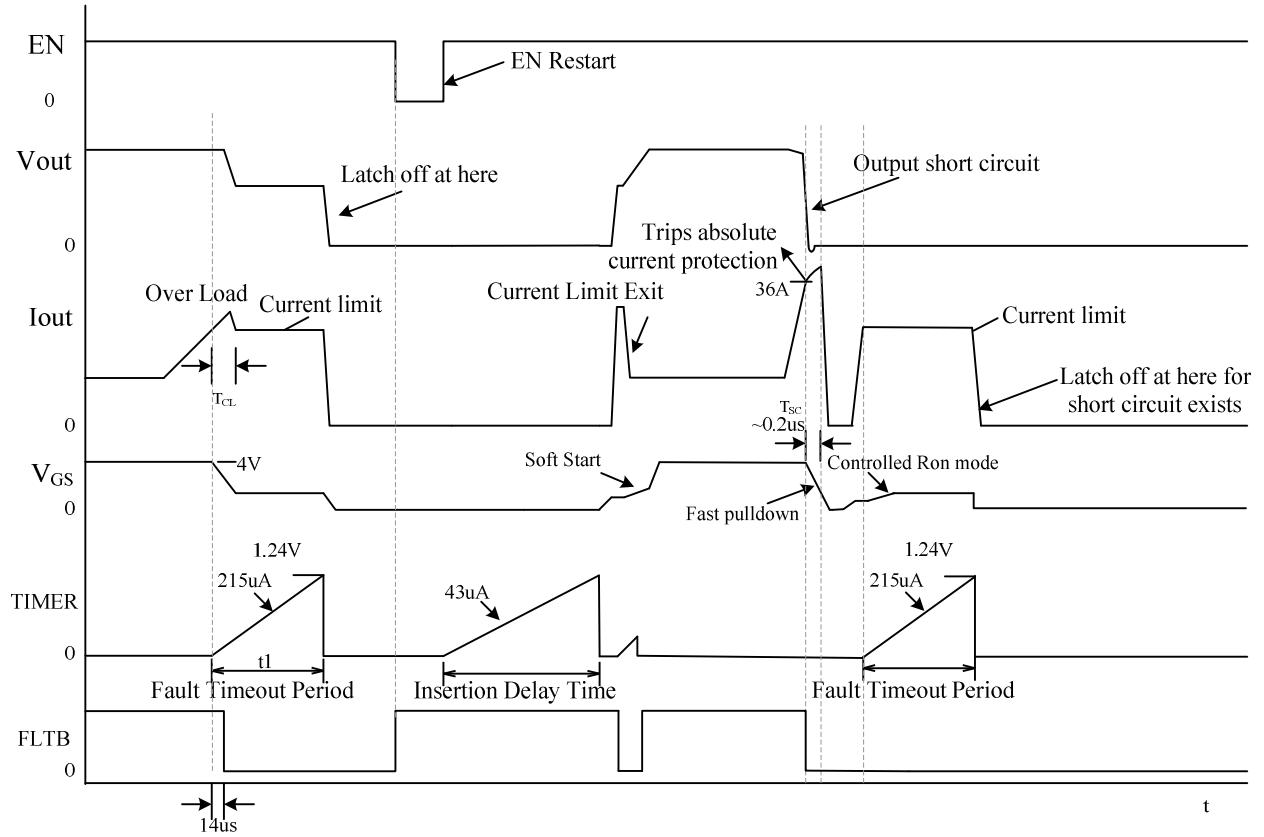 EN
EN Restart
0
Vout
Latch off at here
Output short circuit
0
Trips absolute
current protection
36A
Over Load
Current limit
Current Limit Exit
Iout
Current limit
TCL
TSC
~0.2us
Latch off at here for
short circuit exists
0
4V
Soft Start
Controlled Ron mode
VGS
0
Fast pulldown
1.24V
1.24V
215uA
43uA
215uA
TIMER
0
t1
Fault Timeout Period
Insertion Delay Time
Fault Timeout Period
FLTB
0
t
14us